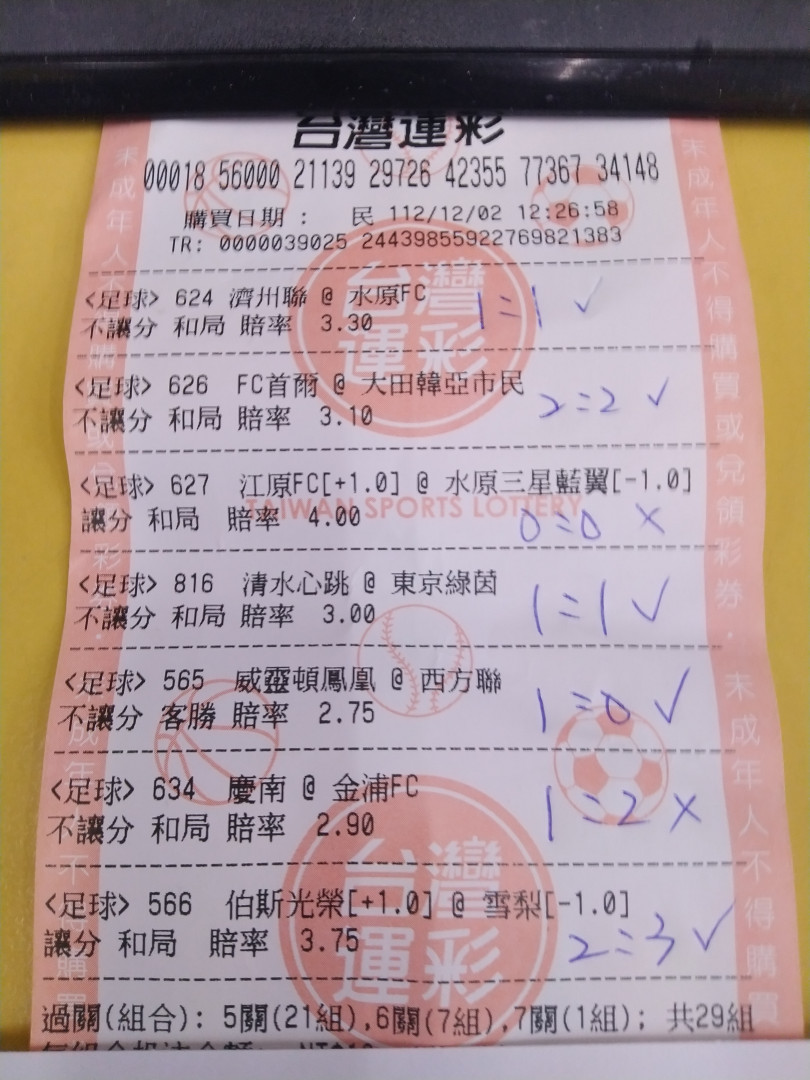 台灣運彩
00018 56000 21139 29726 42355 77367 34148
購買日期： 民 112/12/02 12:26:58
TR: 0000039025 244398559227698213​83
<足球> 624 濟州聯 @ 水原FC
不讓分 和局 賠率 3.30 1:1 ✓
<足球> 626 FC首爾 @ 大田韓亞市民
不讓分 和局 賠率 3.10 2:2 ✓
<足球> 627 江原FC[+1.0] @ 水原三星藍翼[-1.0]
TAIWAN SPORTS LOTTERY
讓分 和局 賠率 4.00 0:0 ×
<足球> 816 清水心跳 @ 東京綠茵
不讓分 和局 賠率 3.00 1:1 ✓
<足球> 565 威靈頓鳳凰 @ 西方聯
不讓分 客勝 賠率 2.75 1:0 ✓
<足球> 634 慶南 @ 金浦FC
不讓分 和局 賠率 2.90 1:2 ×
<足球> 566 伯斯光榮[+1.0] @ 雪梨[-1.0]
讓分 和局 賠率 3.75 2:3 ✓
過關(組合): 5關(21組),6關(7組),7關(1組); 共29組
台灣運彩
台灣運彩
未成年人不得購買或兌領彩券．未成年人不得購買